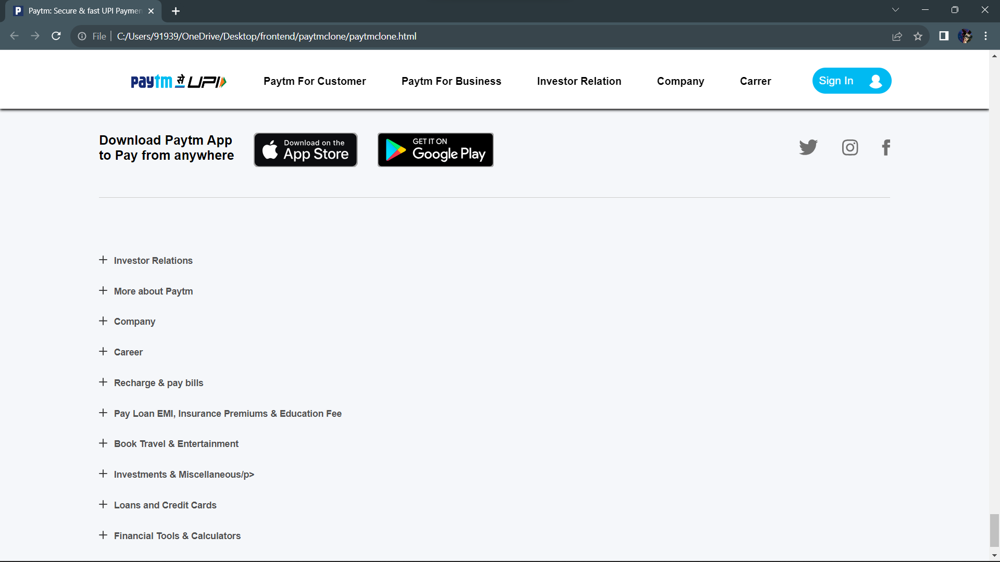 P Paytm: Secure & fast UPI Paymen
File C:/Users/91939/OneDrive/Desktop/frontend/paytmclone/paytmclone.html
paytm से UPI Paytm For Customer Paytm For Business Investor Relation Company Carrer Sign In
Download Paytm App
to Pay from anywhere
Download on the
App Store
GET IT ON
Google Play
Investor Relations
More about Paytm
Company
Career
Recharge & pay bills
Pay Loan EMI, Insurance Premiums & Education Fee
Book Travel & Entertainment
Investments & Miscellaneous/p>
Loans and Credit Cards
Financial Tools & Calculators